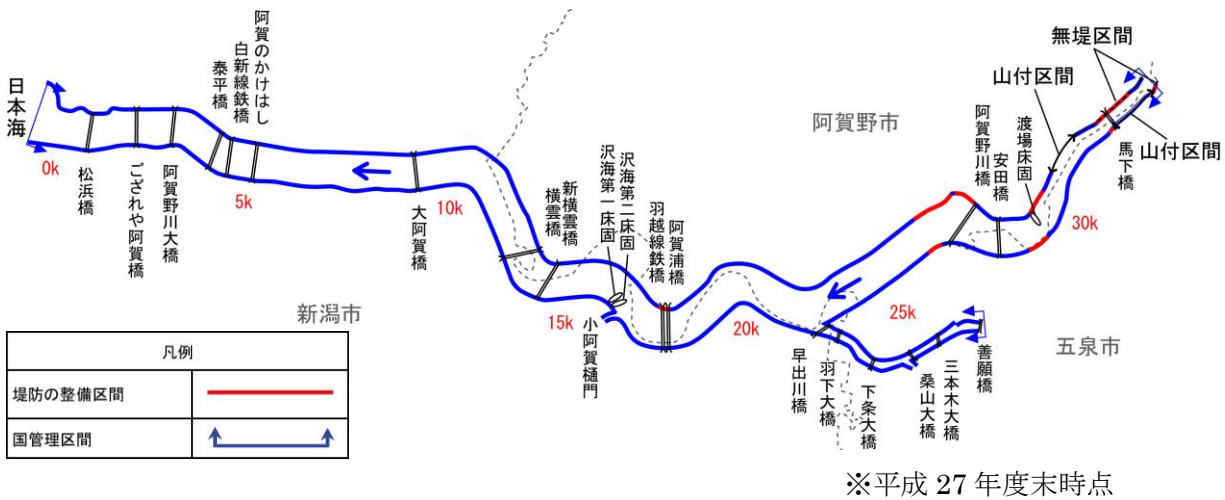 日本海
0k
松浜橋
ござれや阿賀橋
阿賀野川大橋
泰平橋
白新線鉄橋
阿賀のかけはし
5k
大阿賀橋
10k
横雲橋
新横雲橋
沢海第一床固
沢海第二床固
15k
小阿賀樋門
羽越線鉄橋
阿賀浦橋
20k
早出川橋
羽下大橋
下条大橋
桑山大橋
三本木大橋
善願橋
25k
阿賀野川橋
安田橋
渡場床固
30k
馬下橋
山付区間
無堤区間
山付区間
阿賀野市
新潟市
五泉市
凡例
堤防の整備区間
国管理区間
※平成 27 年度末時点